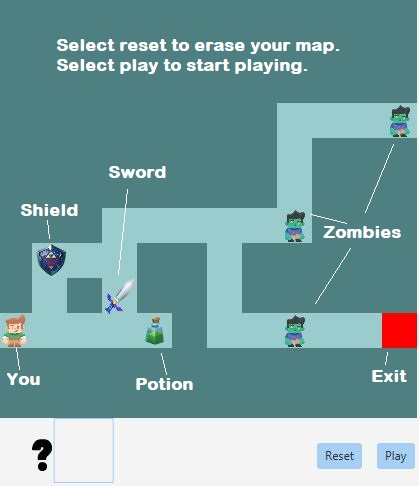 Select reset to erase your map.
Select play to start playing.
Sword
Shield
Zombies
You
Potion
Exit
?
Reset
Play